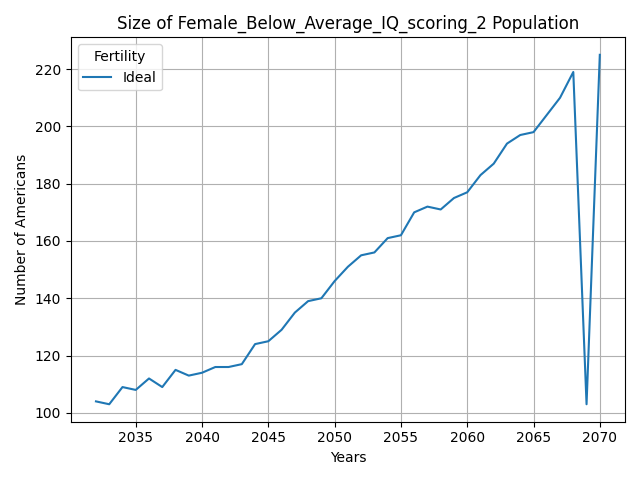 Size of Female_Below_Average_IQ_scoring_2 Population
Fertility
Ideal
Number of Americans
220
200
180
160
140
120
100
2035 2040 2045 2050 2055 2060 2065 2070
Years